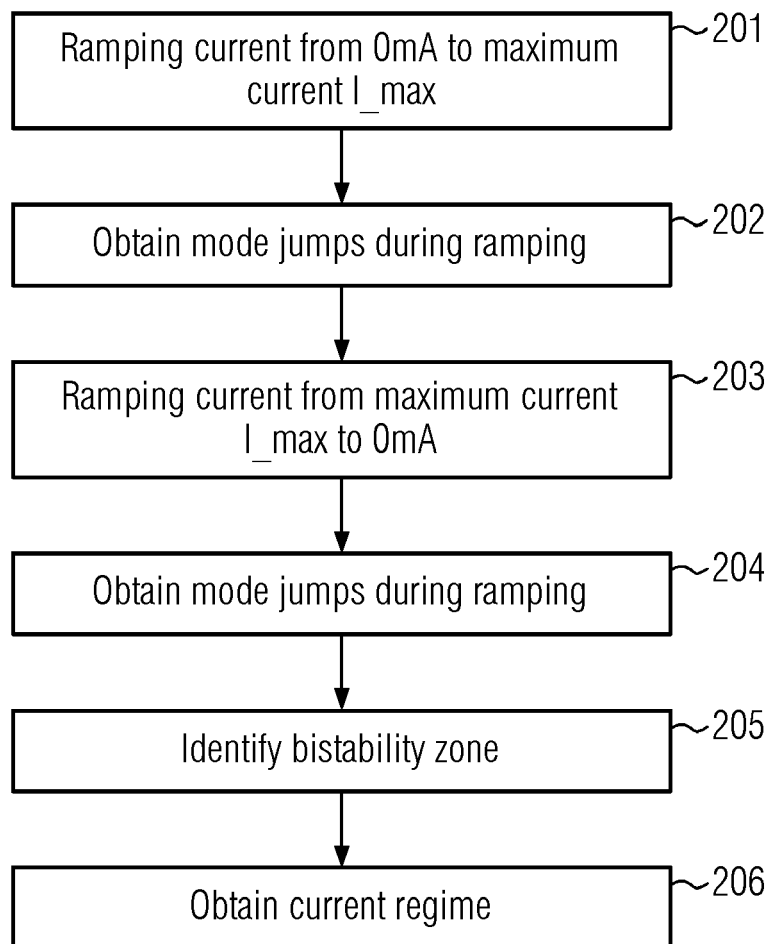 Ramping current from 0mA to maximum
current I_max
201
Obtain mode jumps during ramping
202
Ramping current from maximum current
I_max to 0mA
203
Obtain mode jumps during ramping
204
Identify bistability zone
205
Obtain current regime
206